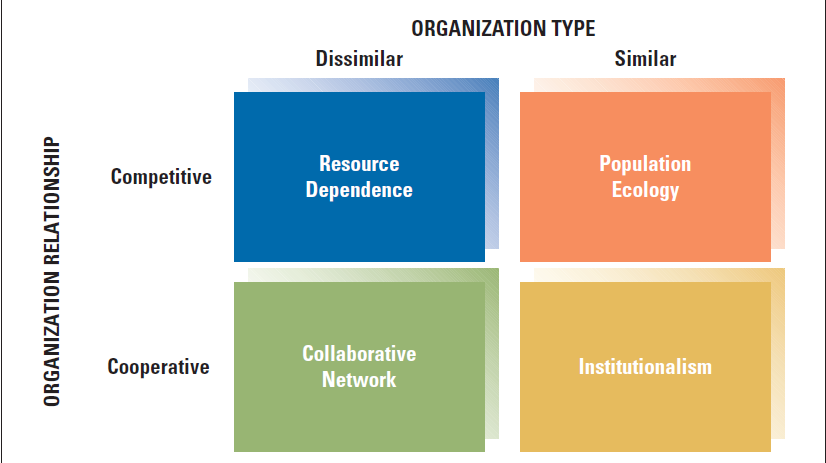 ORGANIZATION TYPE
Dissimilar
Similar
ORGANIZATION RELATIONSHIP
Competitive
Resource
Dependence
Population
Ecology
Cooperative
Collaborative
Network
Institutionalism